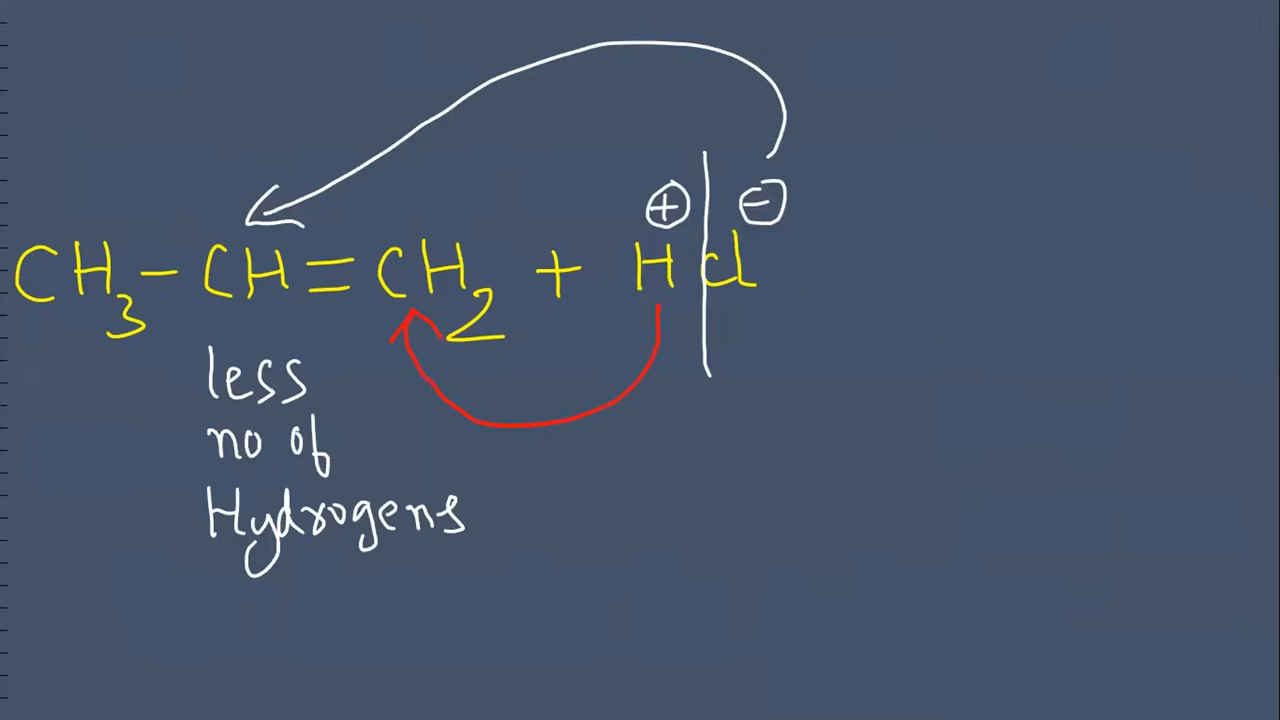 ⊕ ⊖
CH₃-CH=CH₂ + HCl
less
no of
Hydrogens